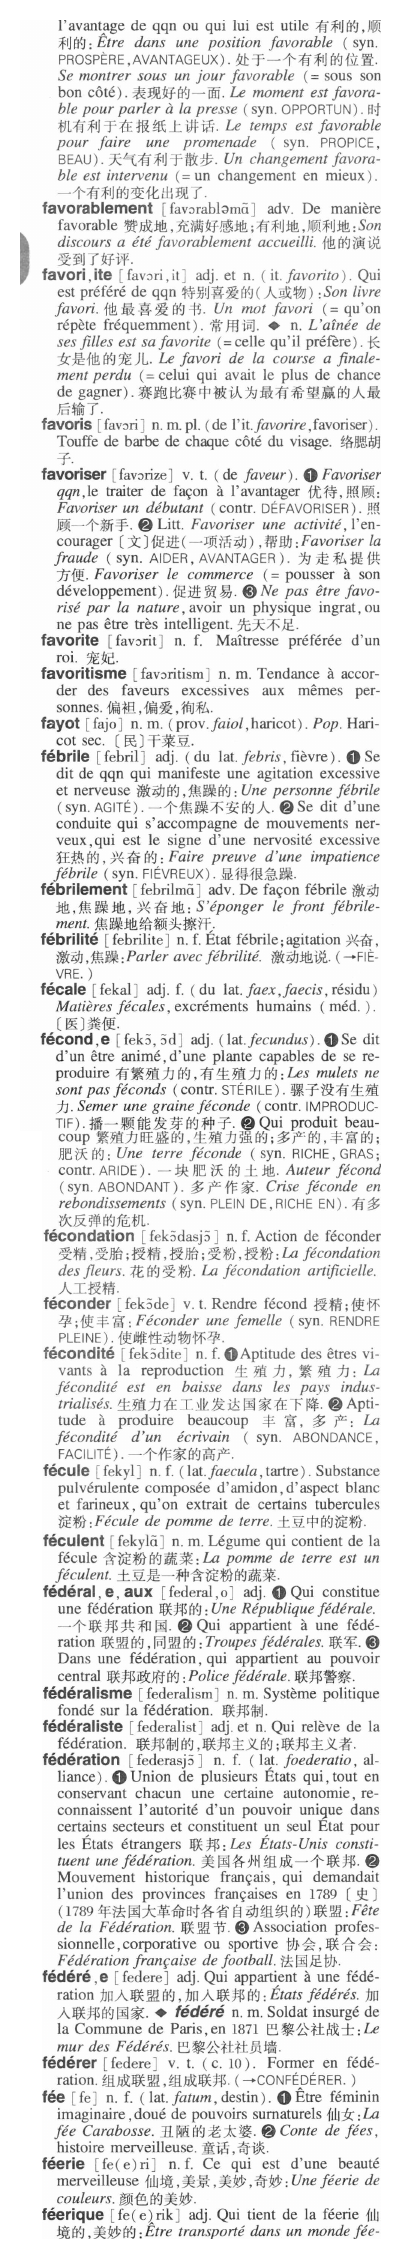 l'avantage de qqn ou qui lui est utile 有利的,顺
利的: Être dans une position favorable ( syn.
PROSPÈRE, AVANTAGEUX). 处于一个有利的位置.
Se montrer sous un jour favorable (= sous son
bon côté). 表现好的一面. Le moment est favora-
ble pour parler à la presse (syn. OPPORTUN). 时
机有利于在报纸上讲话. Le temps est favorable
pour faire une promenade ( syn. PROPICE,
BEAU). 天气有利于散步. Un changement favora-
ble est intervenu (= un changement en mieux).
一个有利的变化出现了.
favorablement [favɔrabləmɑ̃] adv. De manière
favorable 赞成地,充满好感地;有利地,顺利地:Son
discours a été favorablement accueilli. 他的演说
受到了好评.
favori, ite [favɔri, it] adj. et n. (it. favorito). Qui
est préféré de qqn 特别喜爱的(人或物):Son livre
favori. 他最喜爱的书. Un mot favori (= qu'on
répète fréquemment). 常用词. ◆ n. L'aînée de
ses filles est sa favorite (= celle qu'il préfère). 长
女是他的宠儿. Le favori de la course a finale-
ment perdu (= celui qui avait le plus de chance
de gagner). 赛跑比赛中被认为最有希望赢的人最
后输了.
favoris [favɔri] n. m. pl. (de l'it. favorire, favoriser).
Touffe de barbe de chaque côté du visage. 络腮胡
子.
favoriser [favɔrize] v. t. (de faveur). ❶ Favoriser
qqn, le traiter de façon à l'avantager 优待,照顾:
Favoriser un débutant (contr. DÉFAVORISER). 照
顾一个新手. ❷ Litt. Favoriser une activité, l'en-
courager〔文〕促进(一项活动),帮助:Favoriser la
fraude ( syn. AIDER, AVANTAGER). 为走私提供
方便. Favoriser le commerce (= pousser à son
développement). 促进贸易. ❸ Ne pas être favo-
risé par la nature, avoir un physique ingrat, ou
ne pas être très intelligent. 先天不足.
favorite [favɔrit] n. f. Maîtresse préférée d'un
roi. 宠妃.
favoritisme [favɔritism] n. m. Tendance à accor-
der des faveurs excessives aux mêmes per-
sonnes. 偏袒,偏爱,徇私.
fayot [fajo] n. m. (prov. faiol, haricot). Pop. Hari-
cot sec.〔民〕干菜豆.
fébrile [febril] adj. (du lat. febris, fièvre). ❶ Se
dit de qqn qui manifeste une agitation excessive
et nerveuse 激动的,焦躁的: Une personne fébrile
(syn. AGITÉ). 一个焦躁不安的人. ❷ Se dit d'une
conduite qui s'accompagne de mouvements ner-
veux, qui est le signe d'une nervosité excessive
狂热的,兴奋的: Faire preuve d'une impatience
fébrile (syn. FIÉVREUX). 显得很急躁.
fébrilement [febrilmɑ̃] adv. De façon fébrile 激动
地,焦躁地,兴奋地: S'éponger le front fébrile-
ment. 焦躁地给额头擦汗.
fébrilité [febrilite] n. f. État fébrile; agitation 兴奋,
激动,焦躁:Parler avec fébrilité. 激动地说. (→FIÈ-
VRE. )
fécale [fekal] adj. f. (du lat. faex, faecis, résidu)
Matières fécales, excréments humains (méd. ).
〔医〕粪便.
fécond, e [fekɔ̃, ɔ̃d] adj. (lat. fecundus). ❶ Se dit
d'un être animé, d'une plante capables de se re-
produire 有繁殖力的,有生殖力的: Les mulets ne
sont pas féconds (contr. STÉRILE). 骡子没有生殖
力. Semer une graine féconde (contr. IMPRODUC-
TIF). 播一颗能发芽的种子. ❷ Qui produit beau-
coup 繁殖力旺盛的,生殖力强的;多产的,丰富的;
肥沃的: Une terre féconde ( syn. RICHE, GRAS;
contr. ARIDE). 一块肥沃的土地. Auteur fécond
(syn. ABONDANT). 多产作家. Crise féconde en
rebondissements (syn. PLEIN DE, RICHE EN). 有多
次反弹的危机.
fécondation [fekɔ̃dasjɔ̃] n. f. Action de féconder
受精,受胎;授精,授胎;受粉,授粉:La fécondation
des fleurs. 花的受粉. La fécondation artificielle.
人工授精.
féconder [fekɔ̃de] v. t. Rendre fécond 授精;使怀
孕;使丰富: Féconder une femelle (syn. RENDRE
PLEINE). 使雌性动物怀孕.
fécondité [fekɔ̃dite] n. f. ❶ Aptitude des êtres vi-
vants à la reproduction 生殖力,繁殖力: La
fécondité est en baisse dans les pays indus-
trialisés. 生殖力在工业发达国家在下降. ❷ Apti-
tude à produire beaucoup 丰富,多产: La
fécondité d'un écrivain ( syn. ABONDANCE,
FACILITÉ). 一个作家的高产.
fécule [fekyl] n. f. (lat. faecula, tartre). Substance
pulvérulente composée d'amidon, d'aspect blanc
et farineux, qu'on extrait de certains tubercules
淀粉:Fécule de pomme de terre. 土豆中的淀粉.
féculent [fekylɑ̃] n. m. Légume qui contient de la
fécule 含淀粉的蔬菜: La pomme de terre est un
féculent. 土豆是一种含淀粉的蔬菜.
fédéral, e, aux [federal, o] adj. ❶ Qui constitue
une fédération 联邦的: Une République fédérale.
一个联邦共和国. ❷ Qui appartient à une fédé-
ration 联盟的,同盟的: Troupes fédérales. 联军. ❸
Dans une fédération, qui appartient au pouvoir
central 联邦政府的: Police fédérale. 联邦警察.
fédéralisme [federalism] n. m. Système politique
fondé sur la fédération. 联邦制.
fédéraliste [federalist] adj. et n. Qui relève de la
fédération. 联邦制的,联邦主义的;联邦主义者.
fédération [federasjɔ̃] n. f. ( lat. foederatio, al-
liance). ❶ Union de plusieurs États qui, tout en
conservant chacun une certaine autonomie, re-
connaissent l'autorité d'un pouvoir unique dans
certains secteurs et constituent un seul État pour
les États étrangers 联邦: Les États-Unis consti-
tuent une fédération. 美国各州组成一个联邦. ❷
Mouvement historique français, qui demandait
l'union des provinces françaises en 1789〔史〕
(1789 年法国大革命时各省自动组织的)联盟:Fête
de la Fédération. 联盟节. ❸ Association profes-
sionnelle, corporative ou sportive 协会,联合会:
Fédération française de football. 法国足协.
fédéré, e [federe] adj. Qui appartient à une fédé-
ration 加入联盟的,加入联邦的: États fédérés. 加
入联邦的国家. ◆ fédéré n. m. Soldat insurgé de
la Commune de Paris, en 1871 巴黎公社战士:Le
mur des Fédérés. 巴黎公社社员墙.
fédérer [federe] v. t. (c. 10). Former en fédé-
ration. 组成联盟,组成联邦. (→CONFÉDÉRER. )
fée [fe] n. f. (lat. fatum, destin). ❶ Être féminin
imaginaire, doué de pouvoirs surnaturels 仙女:La
fée Carabosse. 丑陋的老太婆. ❷ Conte de fées,
histoire merveilleuse. 童话,奇谈.
féerie [fe(e)ri] n. f. Ce qui est d'une beauté
merveilleuse 仙境,美景,美妙,奇妙:Une féerie de
couleurs. 颜色的美妙.
féerique [fe(e)rik] adj. Qui tient de la féerie 仙
境的,美妙的:Être transporté dans un monde fée-